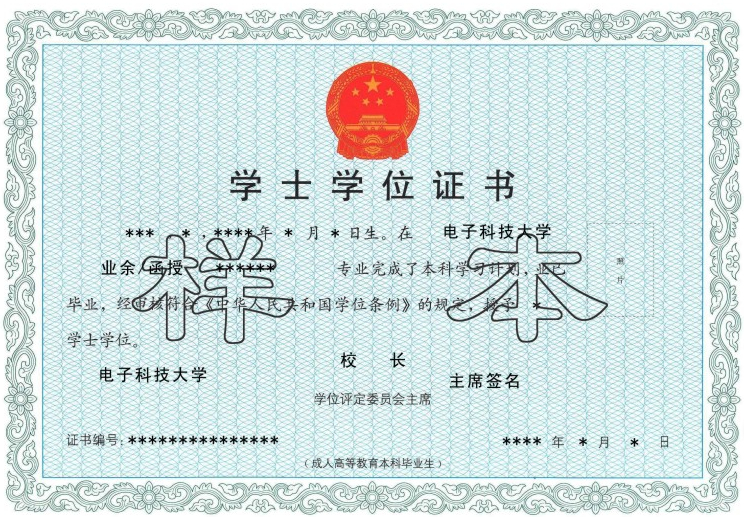 学士学位证书
*** , * , **** 年 * 月 * 日生。在 电子科技大学
业余/函授 ****** 专业完成了本科学习计划，业已
照片
毕业，经审核符合《中华人民共和国学位条例》的规定，授予 *
学士学位。
样本
校 长
电子科技大学
主席签名
学位评定委员会主席
证书编号:***************
**** 年 * 月 * 日
（成人高等教育本科毕业生）